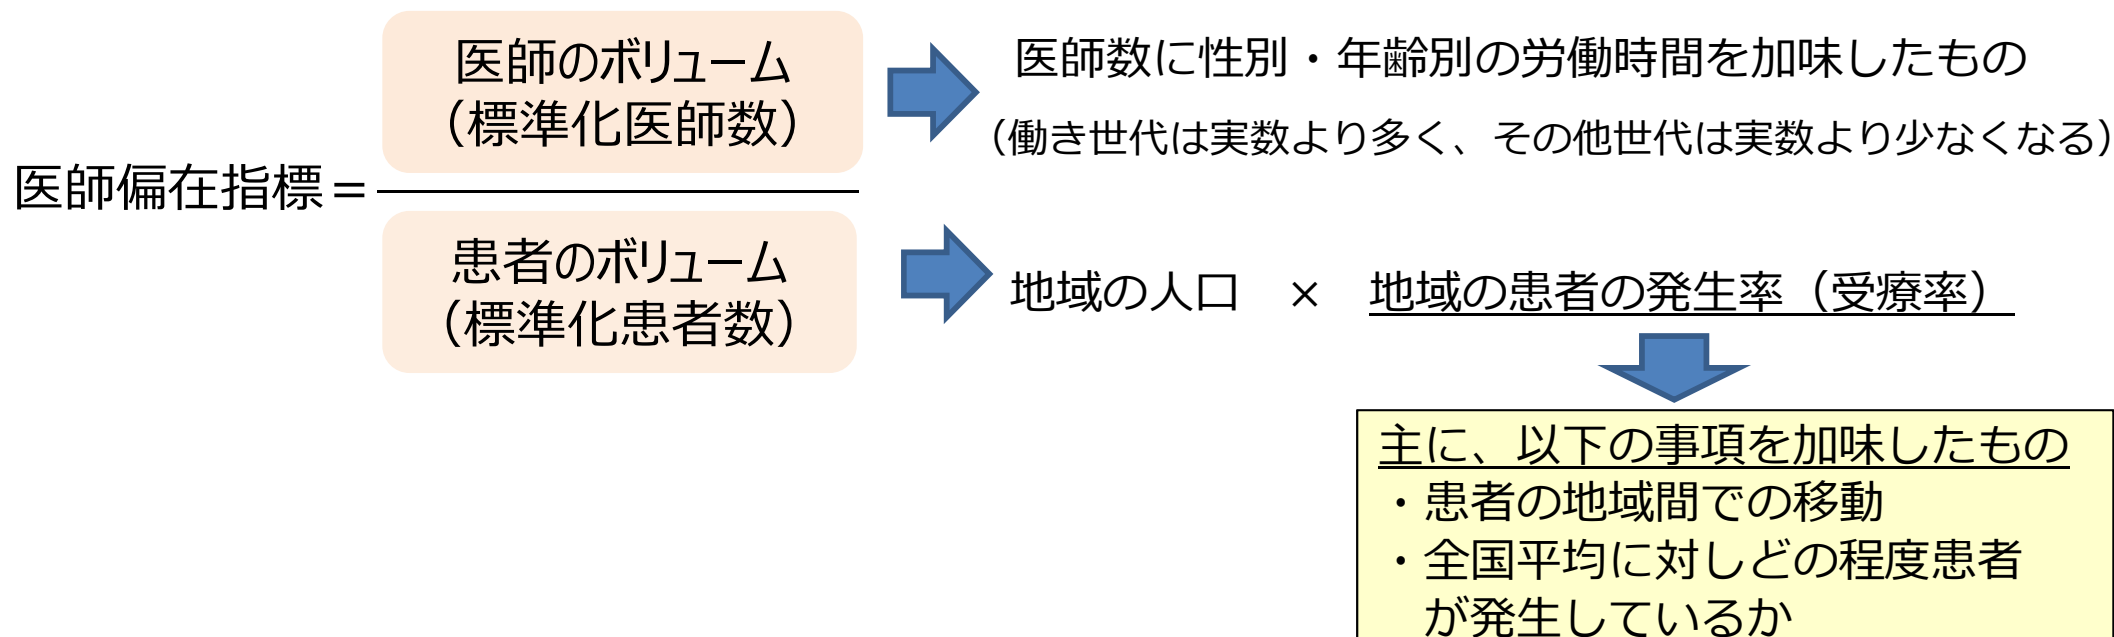 医師偏在指標＝
医師のボリューム
（標準化医師数）
患者のボリューム
（標準化患者数）
医師数に性別・年齢別の労働時間を加味したもの
（働き世代は実数より多く、その他世代は実数より少なくなる）
地域の人口　×　地域の患者の発生率（受療率）
主に、以下の事項を加味したもの
・患者の地域間での移動
・全国平均に対しどの程度患者
が発生しているか